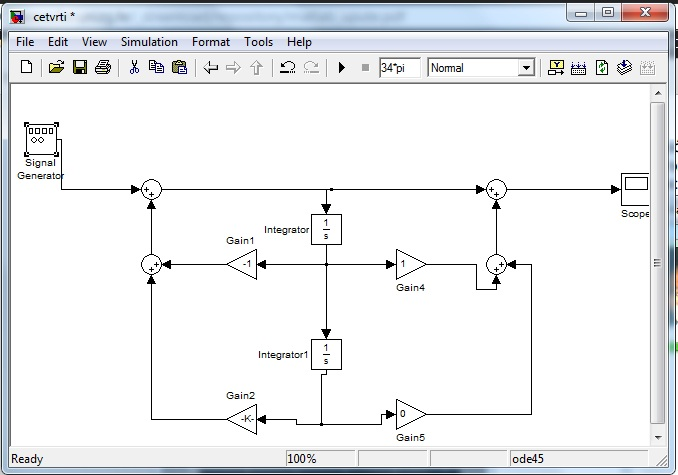 cetvrti *
File Edit View Simulation Format Tools Help
34*pi Normal
Signal
Generator
+ +
+ +
Scope
Integrator 1
s
Gain1
+ +
-1
1
+ +
Gain4
Integrator1 1
s
Gain2
-K-
0
Gain5
Ready 100% ode45